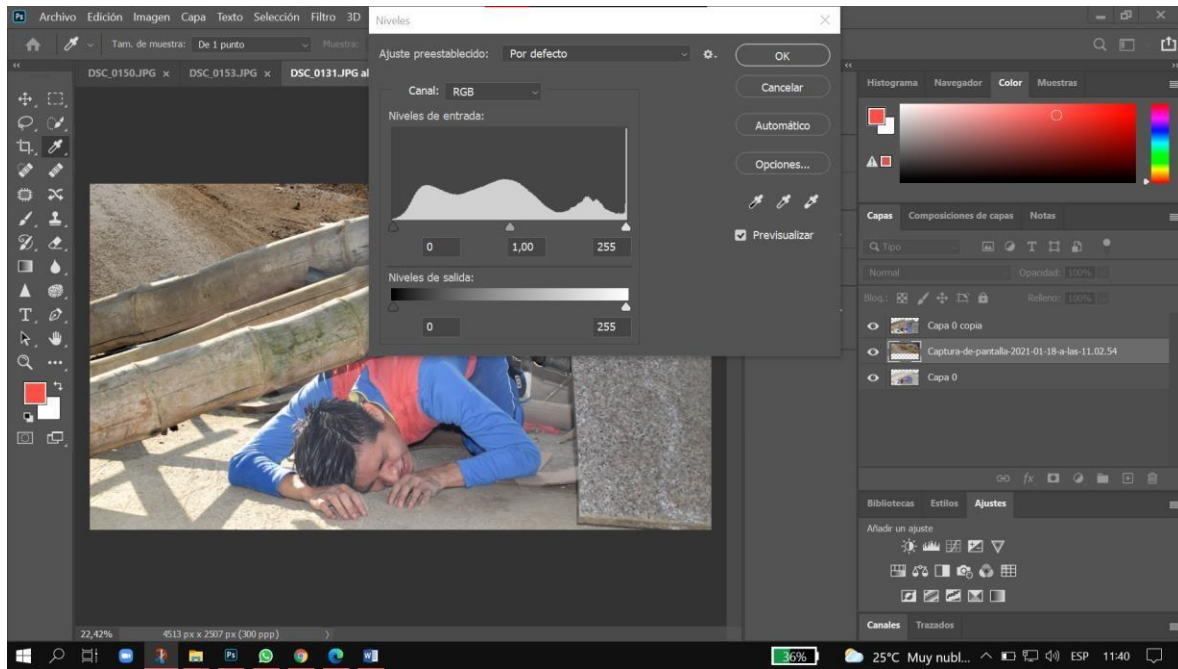 Ps Archivo Edición Imagen Capa Texto Selección Filtro 3D
Niveles
Tam. de muestra: De 1 punto Muestra:
DSC_0150.JPG × DSC_0153.JPG × DSC_0131.JPG al
Ajuste preestablecido: Por defecto
OK
Canal: RGB
Cancelar
Niveles de entrada:
Automático
Opciones...
0 1,00 255
Previsualizar
Niveles de salida:
0 255
Histograma Navegador Color Muestras
Capas Composiciones de capas Notas
Tipo
Normal Opacidad: 100%
Bloq.: Relleno: 100%
Capa 0 copia
Captura-de-pantalla-2021-01-18-a-las-11.02.54
Capa 0
fx
Bibliotecas Estilos Ajustes
Añadir un ajuste
Canales Trazados
22,42% 4513 px x 2507 px (300 ppp)
36% 25°C Muy nubl... ESP 11:40